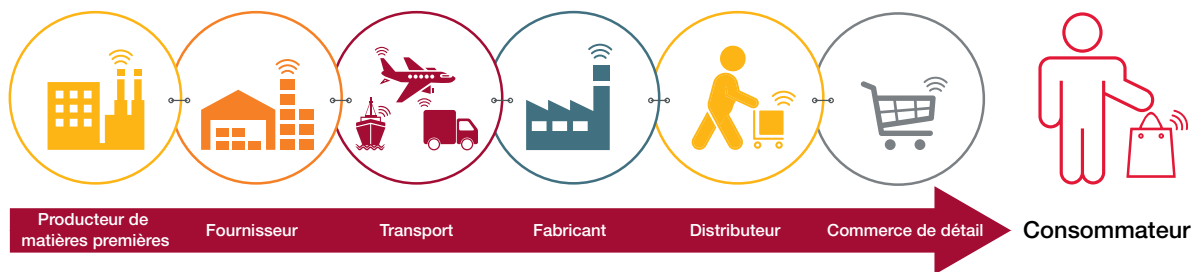 Producteur de
matières premières
Fournisseur
Transport
Fabricant
Distributeur
Commerce de détail
Consommateur